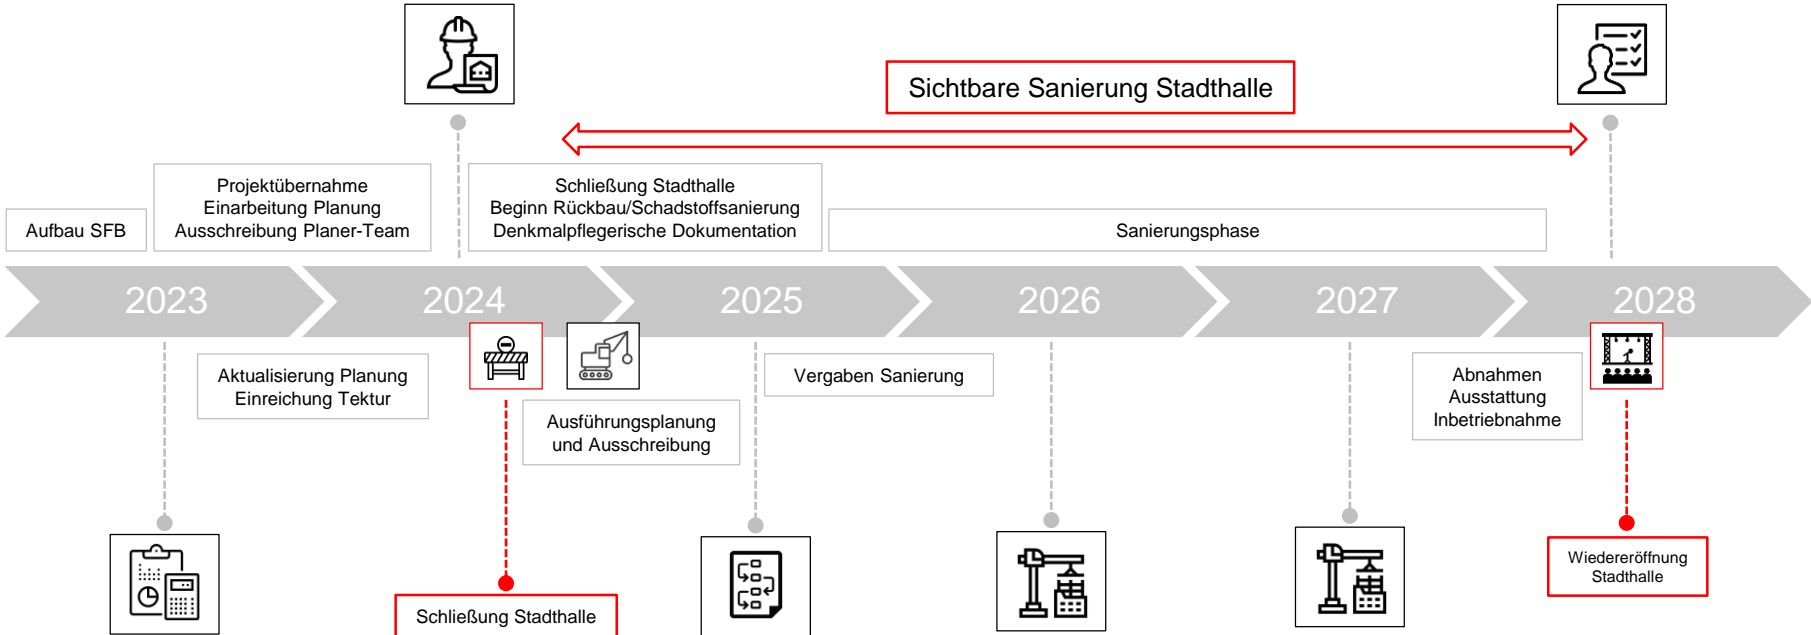 Sichtbare Sanierung Stadthalle
Aufbau SFB
Projektübernahme
Einarbeitung Planung
Ausschreibung Planer-Team
Schließung Stadthalle
Beginn Rückbau/Schadstoffsanierung
Denkmalpflegerische Dokumentation
Sanierungsphase
2023
2024
2025
2026
2027
2028
Aktualisierung Planung
Einreichung Tektur
Ausführungsplanung
und Ausschreibung
Vergaben Sanierung
Abnahmen
Ausstattung
Inbetriebnahme
Schließung Stadthalle
Wiedereröffnung
Stadthalle